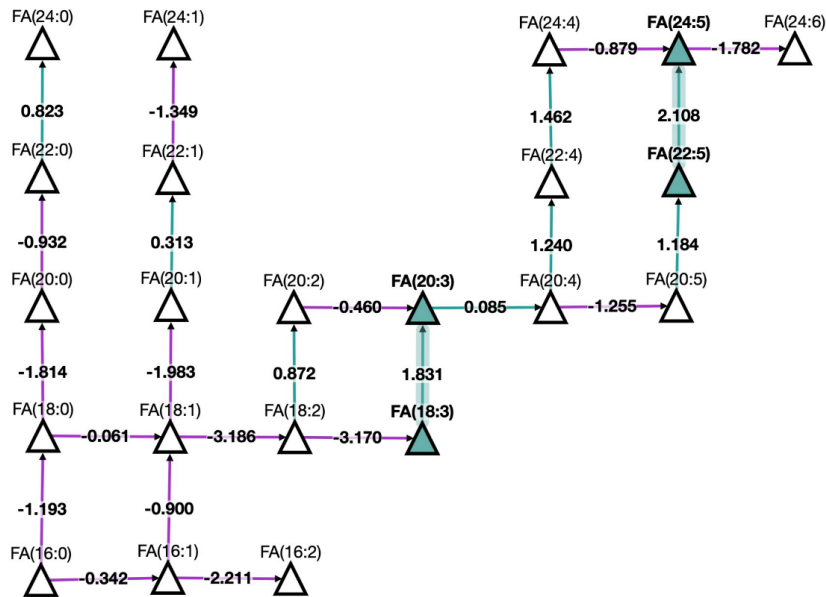 FA(24:0)
FA(24:1)
FA(24:4)
FA(24:5)
FA(24:6)
-0.879
-1.782
0.823
-1.349
1.462
2.108
FA(22:0)
FA(22:1)
FA(22:4)
FA(22:5)
-0.932
0.313
1.240
1.184
FA(20:0)
FA(20:1)
FA(20:2)
FA(20:3)
FA(20:4)
FA(20:5)
-0.460
0.085
-1.255
-1.814
-1.983
0.872
1.831
FA(18:0)
FA(18:1)
FA(18:2)
FA(18:3)
-0.061
-3.186
-3.170
-1.193
-0.900
FA(16:0)
FA(16:1)
FA(16:2)
-0.342
-2.211